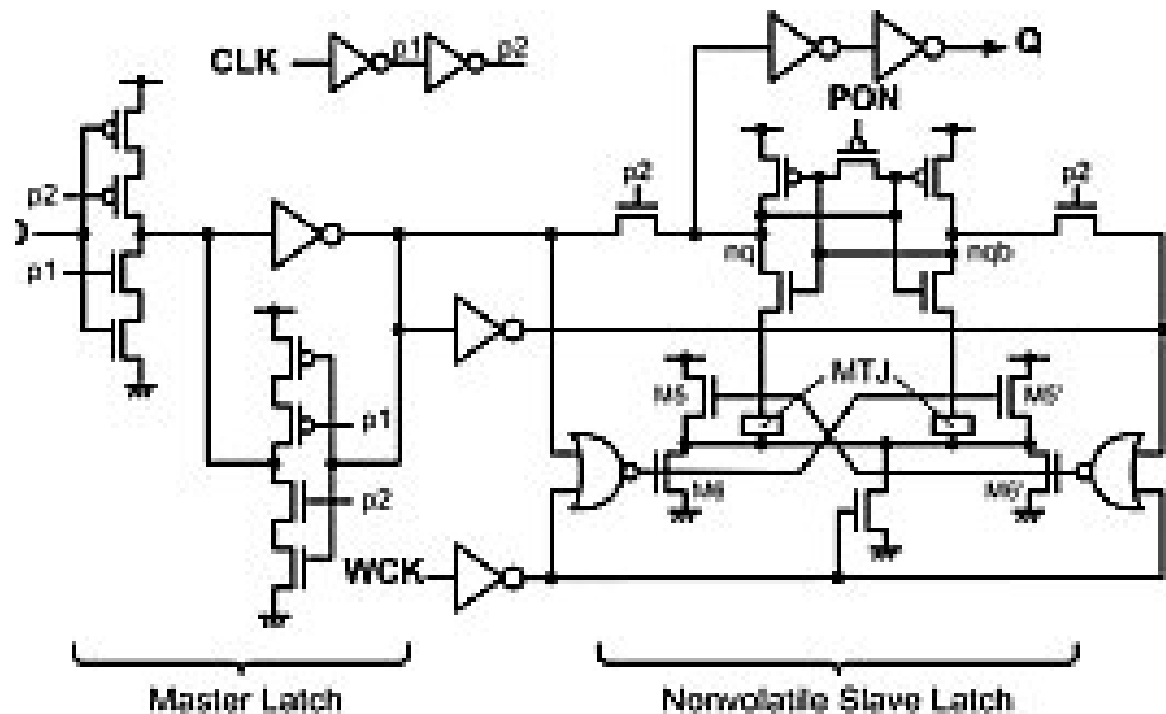 CLK
p1
p2
Q
PON
p2
p2
p2
p1
nq
nqb
p1
p2
M5
MTJ
M5'
M6
M6'
WCK
Master Latch
Nonvolatile Slave Latch